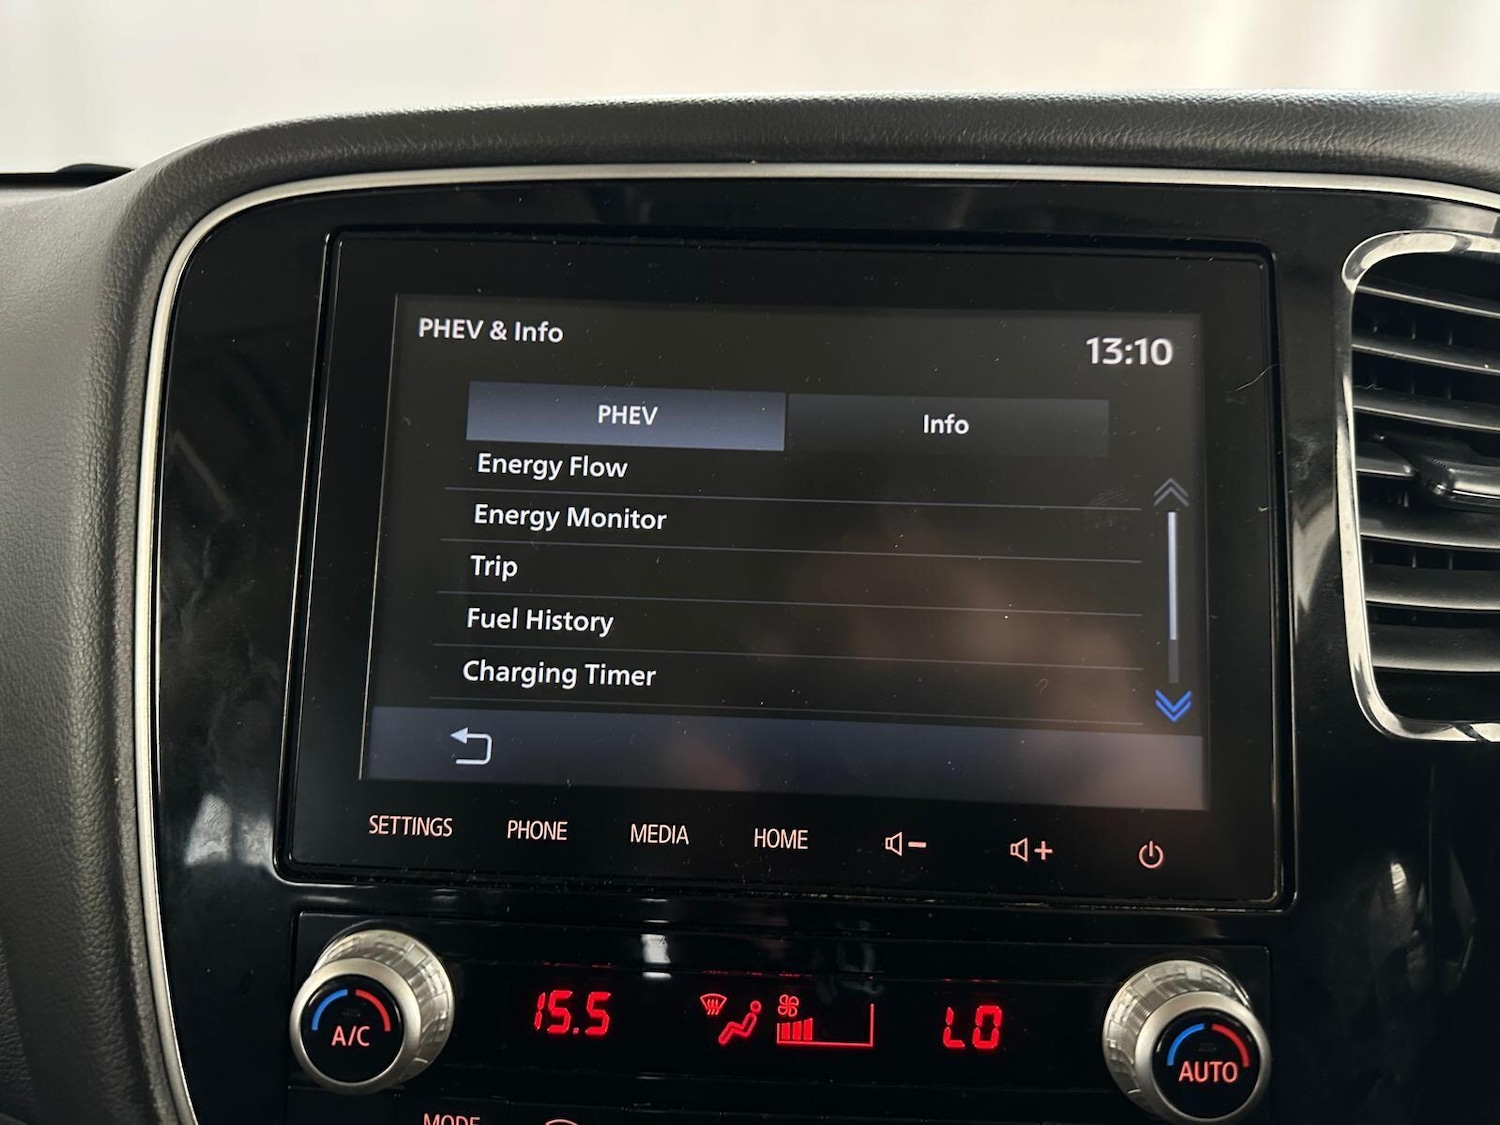 PHEV & Info
13:10
PHEV
Info
Energy Flow
Energy Monitor
Trip
Fuel History
Charging Timer
SETTINGS PHONE MEDIA HOME
15.5
LO
A/C
AUTO
MODE